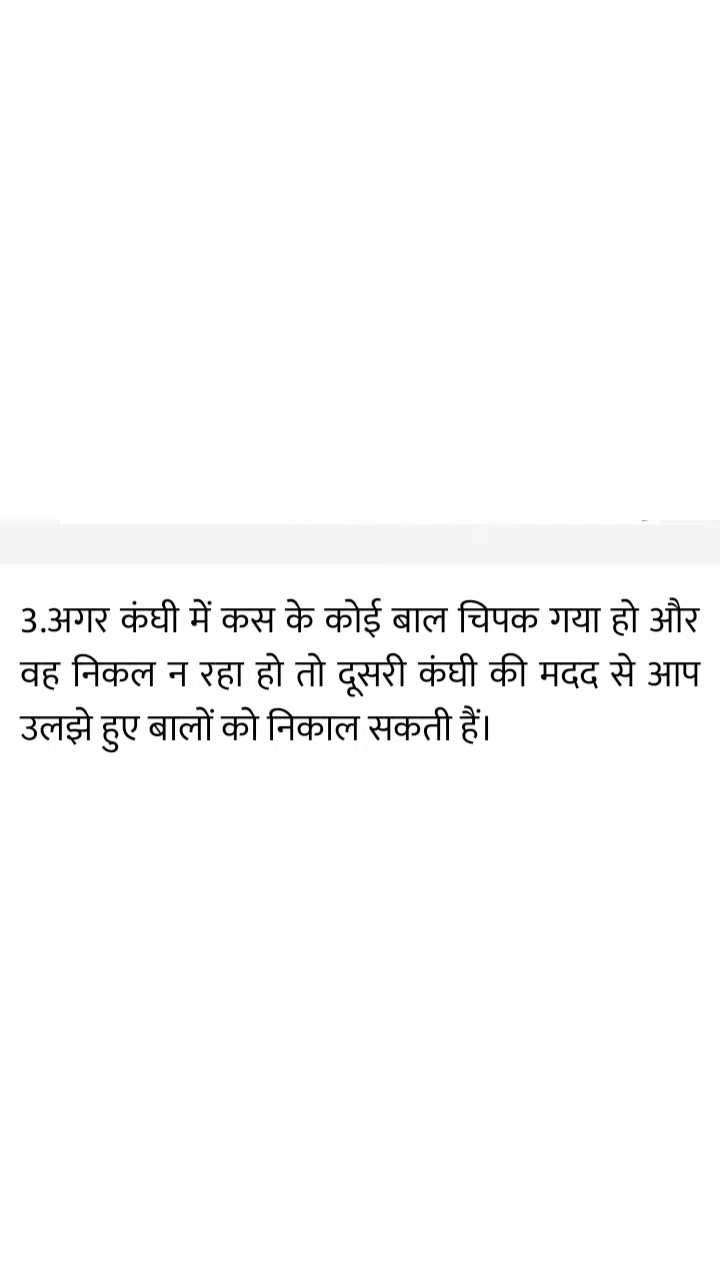 3.अगर कंघी में कस के कोई बाल चिपक गया हो और
वह निकल न रहा हो तो दूसरी कंघी की मदद से आप
उलझे हुए बालों को निकाल सकती हैं।